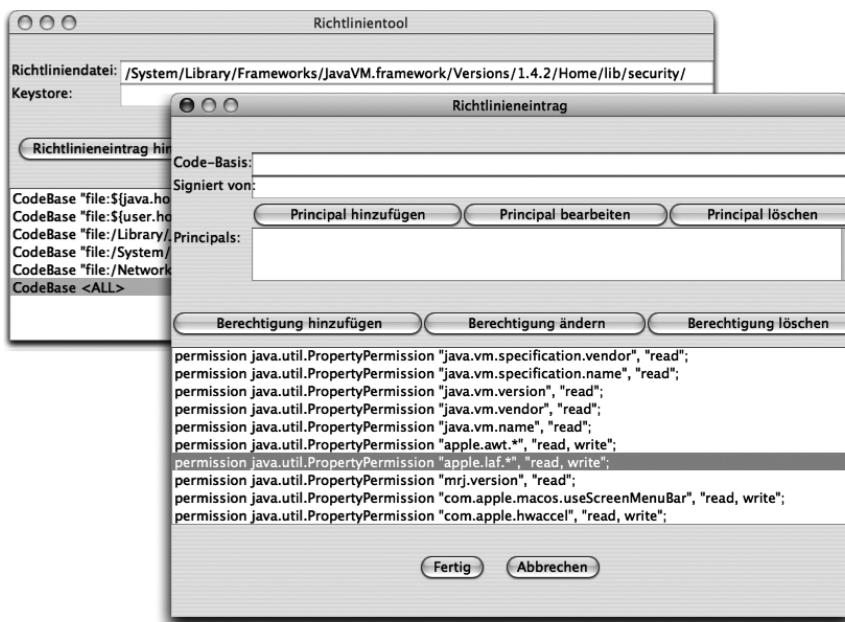 Richtlinientool
Richtliniendatei: /System/Library/Frameworks/JavaVM.framework/Versions/1.4.2/Home/lib/security/
Keystore:
Richtlinieneintrag
CodeBase "file:${java.ho
CodeBase "file:${user.ho
CodeBase "file:/Library/
CodeBase "file:/System/
CodeBase "file:/Network
CodeBase <ALL>
Richtlinieneintrag
Code-Basis:
Signiert von:
Principal hinzufügen Principal bearbeiten Principal löschen
Principals:
Berechtigung hinzufügen Berechtigung ändern Berechtigung löschen
permission java.util.PropertyPermission "java.vm.specification.vendor", "read";
permission java.util.PropertyPermission "java.vm.specification.name", "read";
permission java.util.PropertyPermission "java.vm.version", "read";
permission java.util.PropertyPermission "java.vm.vendor", "read";
permission java.util.PropertyPermission "java.vm.name", "read";
permission java.util.PropertyPermission "apple.awt.*", "read, write";
permission java.util.PropertyPermission "apple.laf.*", "read, write";
permission java.util.PropertyPermission "mrj.version", "read";
permission java.util.PropertyPermission "com.apple.macos.useScreenMenuBar", "read, write";
permission java.util.PropertyPermission "com.apple.hwaccel", "read, write";
Fertig Abbrechen